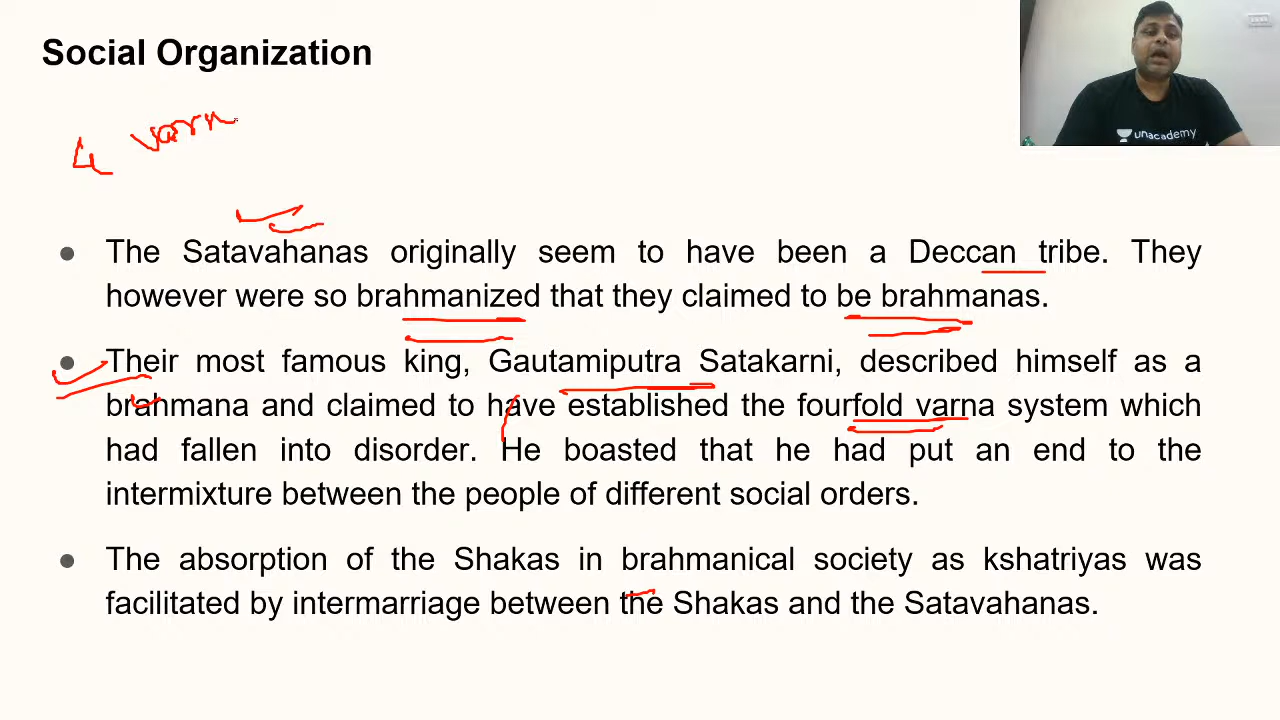 Social Organization
4 varn
unacademy
The Satavahanas originally seem to have been a Deccan tribe. They
however were so brahmanized that they claimed to be brahmanas.
Their most famous king, Gautamiputra Satakarni, described himself as a
brahmana and claimed to have established the fourfold varna system which
had fallen into disorder. He boasted that he had put an end to the
intermixture between the people of different social orders.
The absorption of the Shakas in brahmanical society as kshatriyas was
facilitated by intermarriage between the Shakas and the Satavahanas.